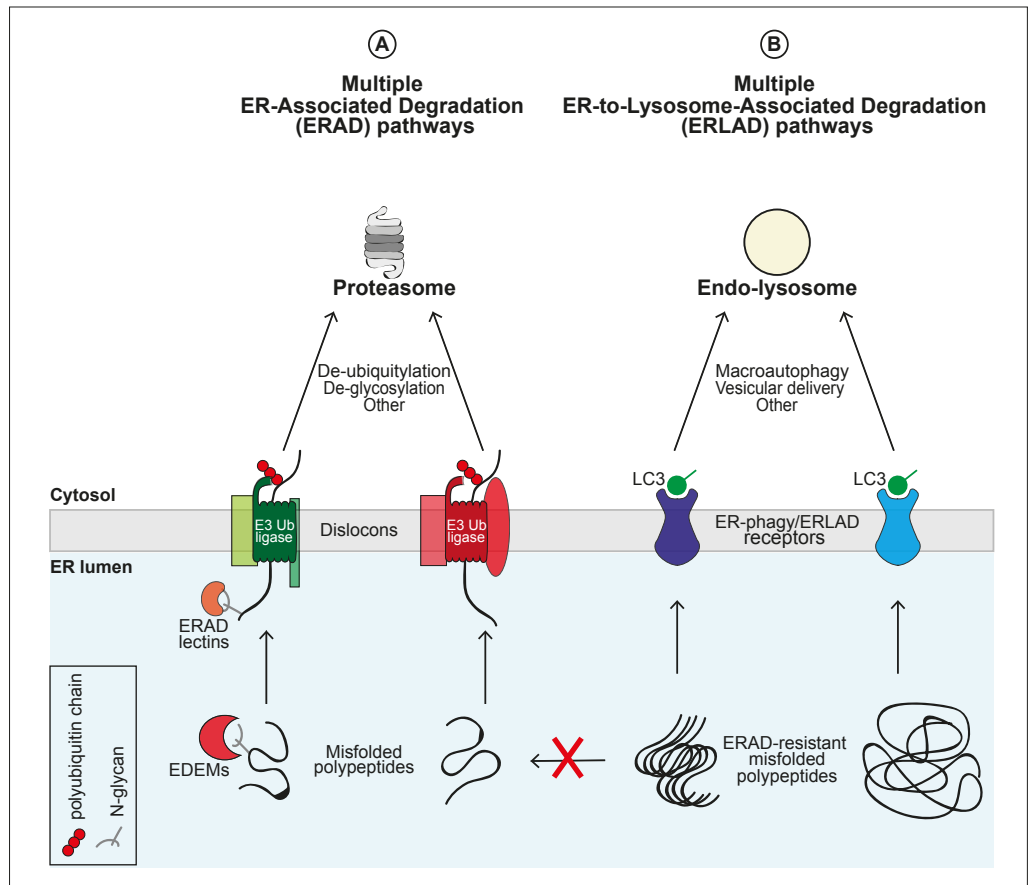 A
Multiple
ER-Associated Degradation
(ERAD) pathways
Proteasome
De-ubiquitylation
De-glycosylation
Other
B
Multiple
ER-to-Lysosome-Associated Degradation
(ERLAD) pathways
Endo-lysosome
Macroautophagy
Vesicular delivery
Other
Cytosol
E3 Ub
ligase
Dislocons
E3 Ub
ligase
LC3
ER-phagy/ERLAD
receptors
LC3
ER lumen
ERAD
lectins
EDEMs
Misfolded
polypeptides
ERAD-resistant
misfolded
polypeptides
polyubiquitin chain
N-glycan